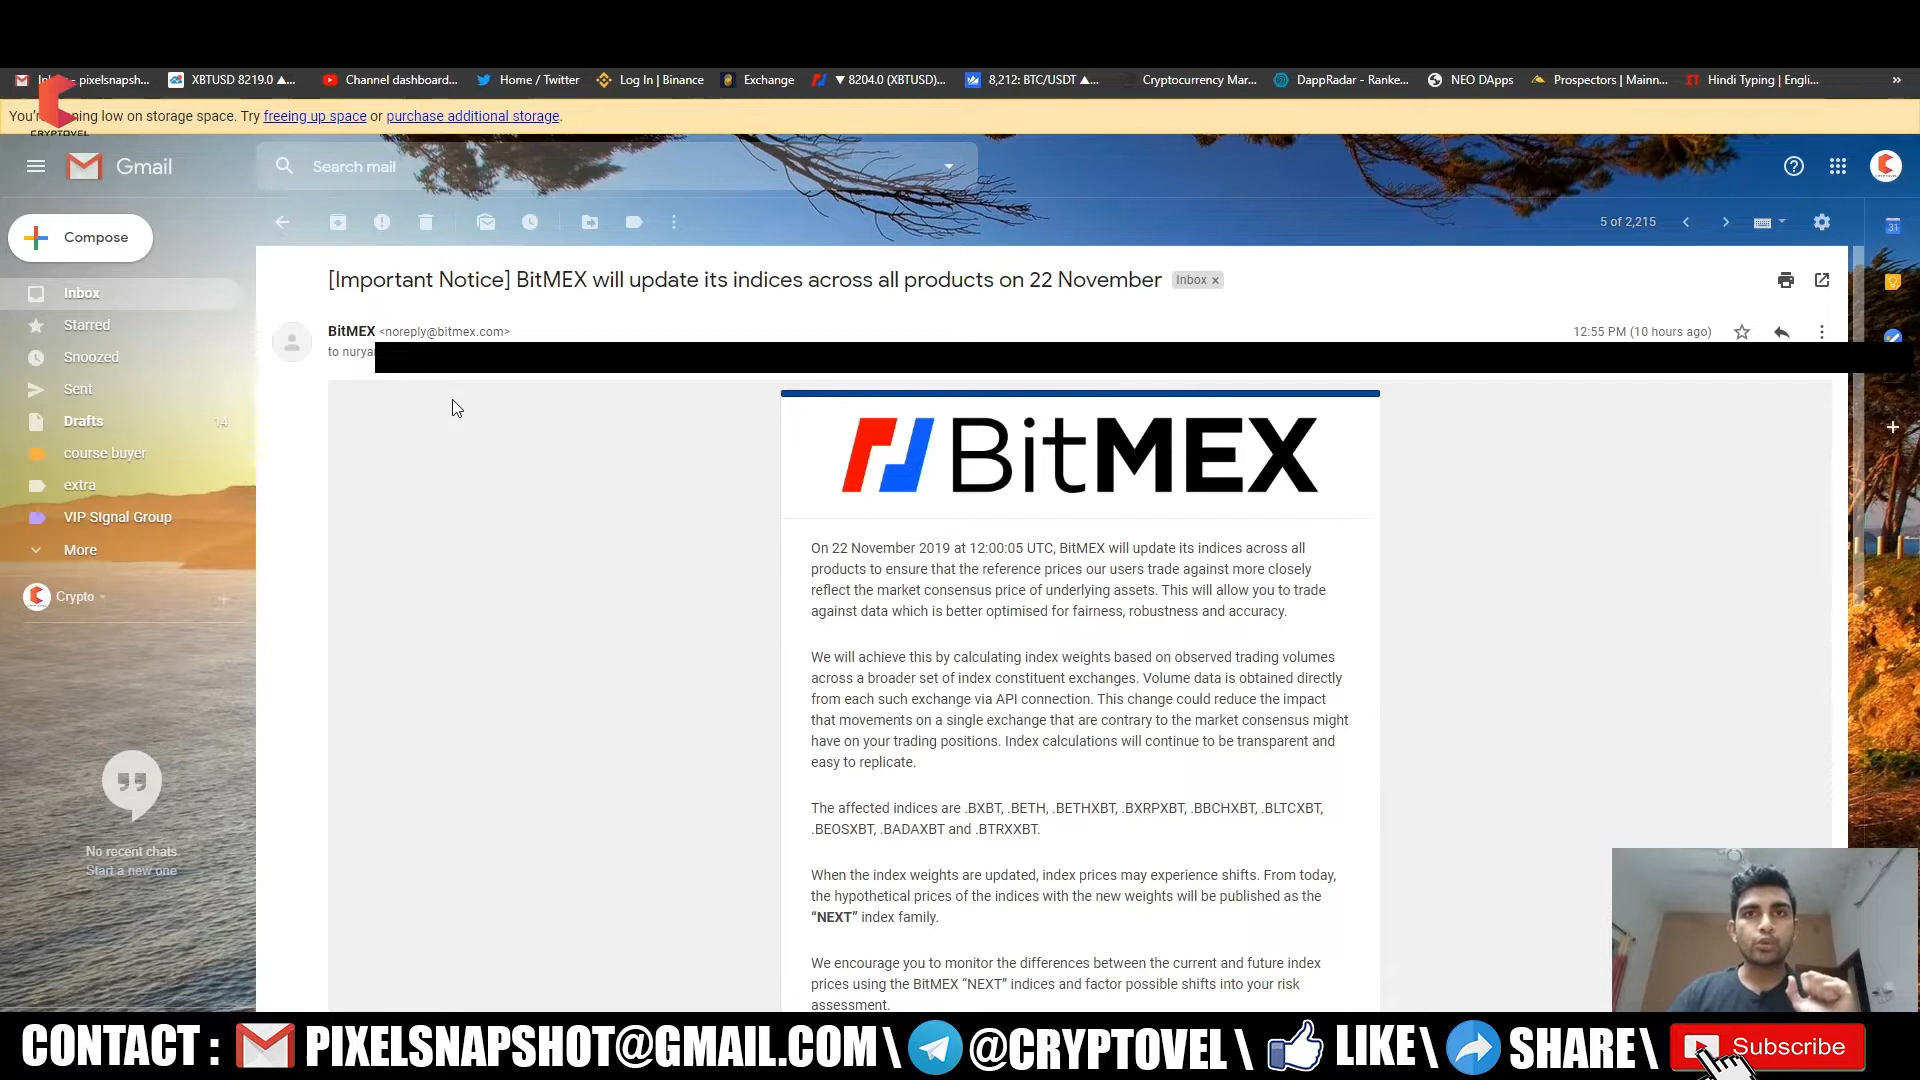 pixelsnapsh...
XBTUSD 8219.0 ▲...
Channel dashboard...
Home / Twitter
Log In | Binance
Exchange
▼ 8204.0 (XBTUSD)...
8,212: BTC/USDT ▲...
Cryptocurrency Mar...
DappRadar - Ranke...
NEO DApps
Prospectors | Mainn...
Hindi Typing | Engli...
»
ning low on storage space. Try freeing up space or purchase additional storage.
CRYPTOVEL
Gmail
Search mail
Compose
5 of 2,215
31
[Important Notice] BitMEX will update its indices across all products on 22 November
Inbox ×
Inbox
Starred
Snoozed
Sent
Drafts
14
course buyer
extra
VIP SIgnal Group
More
Crypto
No recent chats
Start a new one
BitMEX <noreply@bitmex.com>
12:55 PM (10 hours ago)
to nurya
BitMEX
On 22 November 2019 at 12:00:05 UTC, BitMEX will update its indices across all
products to ensure that the reference prices our users trade against more closely
reflect the market consensus price of underlying assets. This will allow you to trade
against data which is better optimised for fairness, robustness and accuracy.
We will achieve this by calculating index weights based on observed trading volumes
across a broader set of index constituent exchanges. Volume data is obtained directly
from each such exchange via API connection. This change could reduce the impact
that movements on a single exchange that are contrary to the market consensus might
have on your trading positions. Index calculations will continue to be transparent and
easy to replicate.
The affected indices are .BXBT, .BETH, .BETHXBT, .BXRPXBT, .BBCHXBT, .BLTCXBT,
.BEOSXBT, .BADAXBT and .BTRXXBT.
When the index weights are updated, index prices may experience shifts. From today,
the hypothetical prices of the indices with the new weights will be published as the
“NEXT” index family.
We encourage you to monitor the differences between the current and future index
prices using the BitMEX “NEXT” indices and factor possible shifts into your risk
assessment.
CONTACT : PIXELSNAPSHOT@GMAIL.COM \ @CRYPTOVEL \ LIKE \ SHARE \ Subscribe